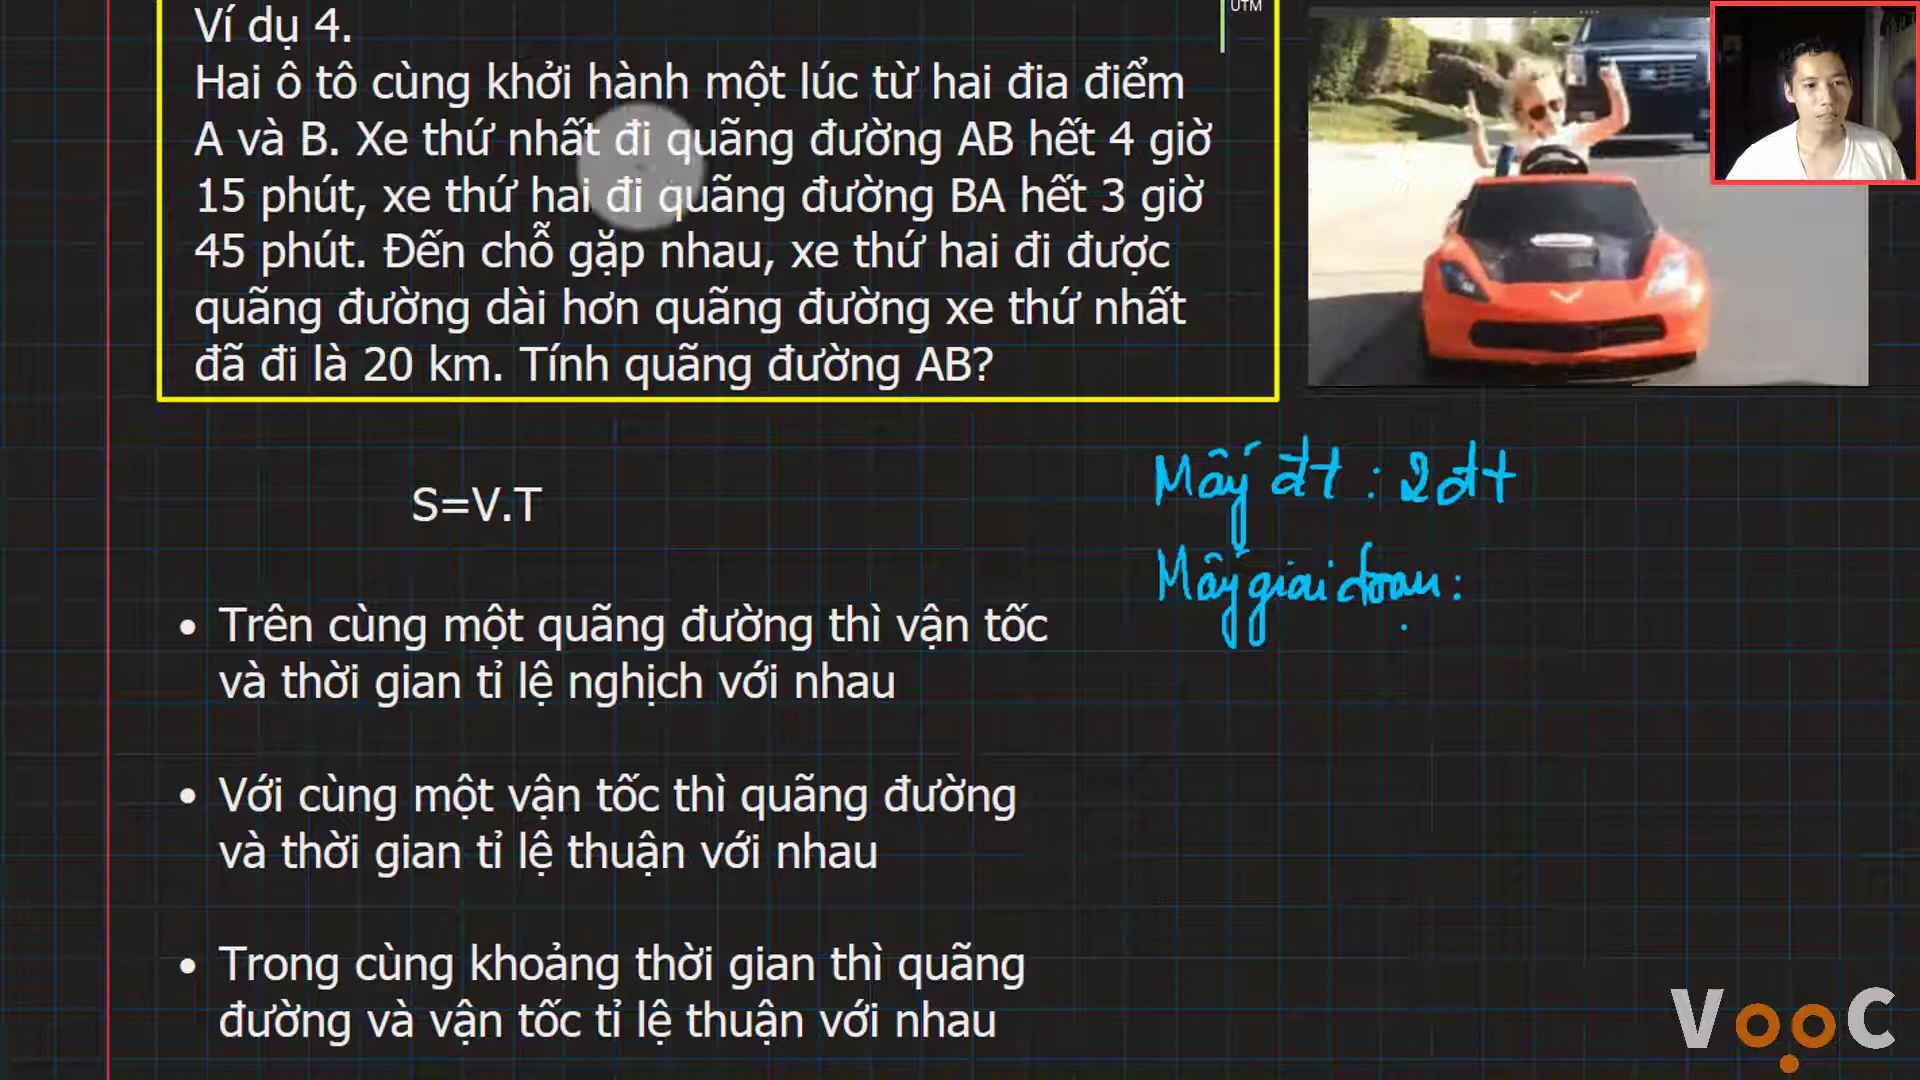 UTM
Ví dụ 4.
Hai ô tô cùng khởi hành một lúc từ hai đia điểm
A và B. Xe thứ nhất đi quãng đường AB hết 4 giờ
15 phút, xe thứ hai đi quãng đường BA hết 3 giờ
45 phút. Đến chỗ gặp nhau, xe thứ hai đi được
quãng đường dài hơn quãng đường xe thứ nhất
đã đi là 20 km. Tính quãng đường AB?
S=V.T
Mấy đt : 2đt
Mấy giai đoạn :
• Trên cùng một quãng đường thì vận tốc
và thời gian tỉ lệ nghịch với nhau
• Với cùng một vận tốc thì quãng đường
và thời gian tỉ lệ thuận với nhau
• Trong cùng khoảng thời gian thì quãng
đường và vận tốc tỉ lệ thuận với nhau
VooC